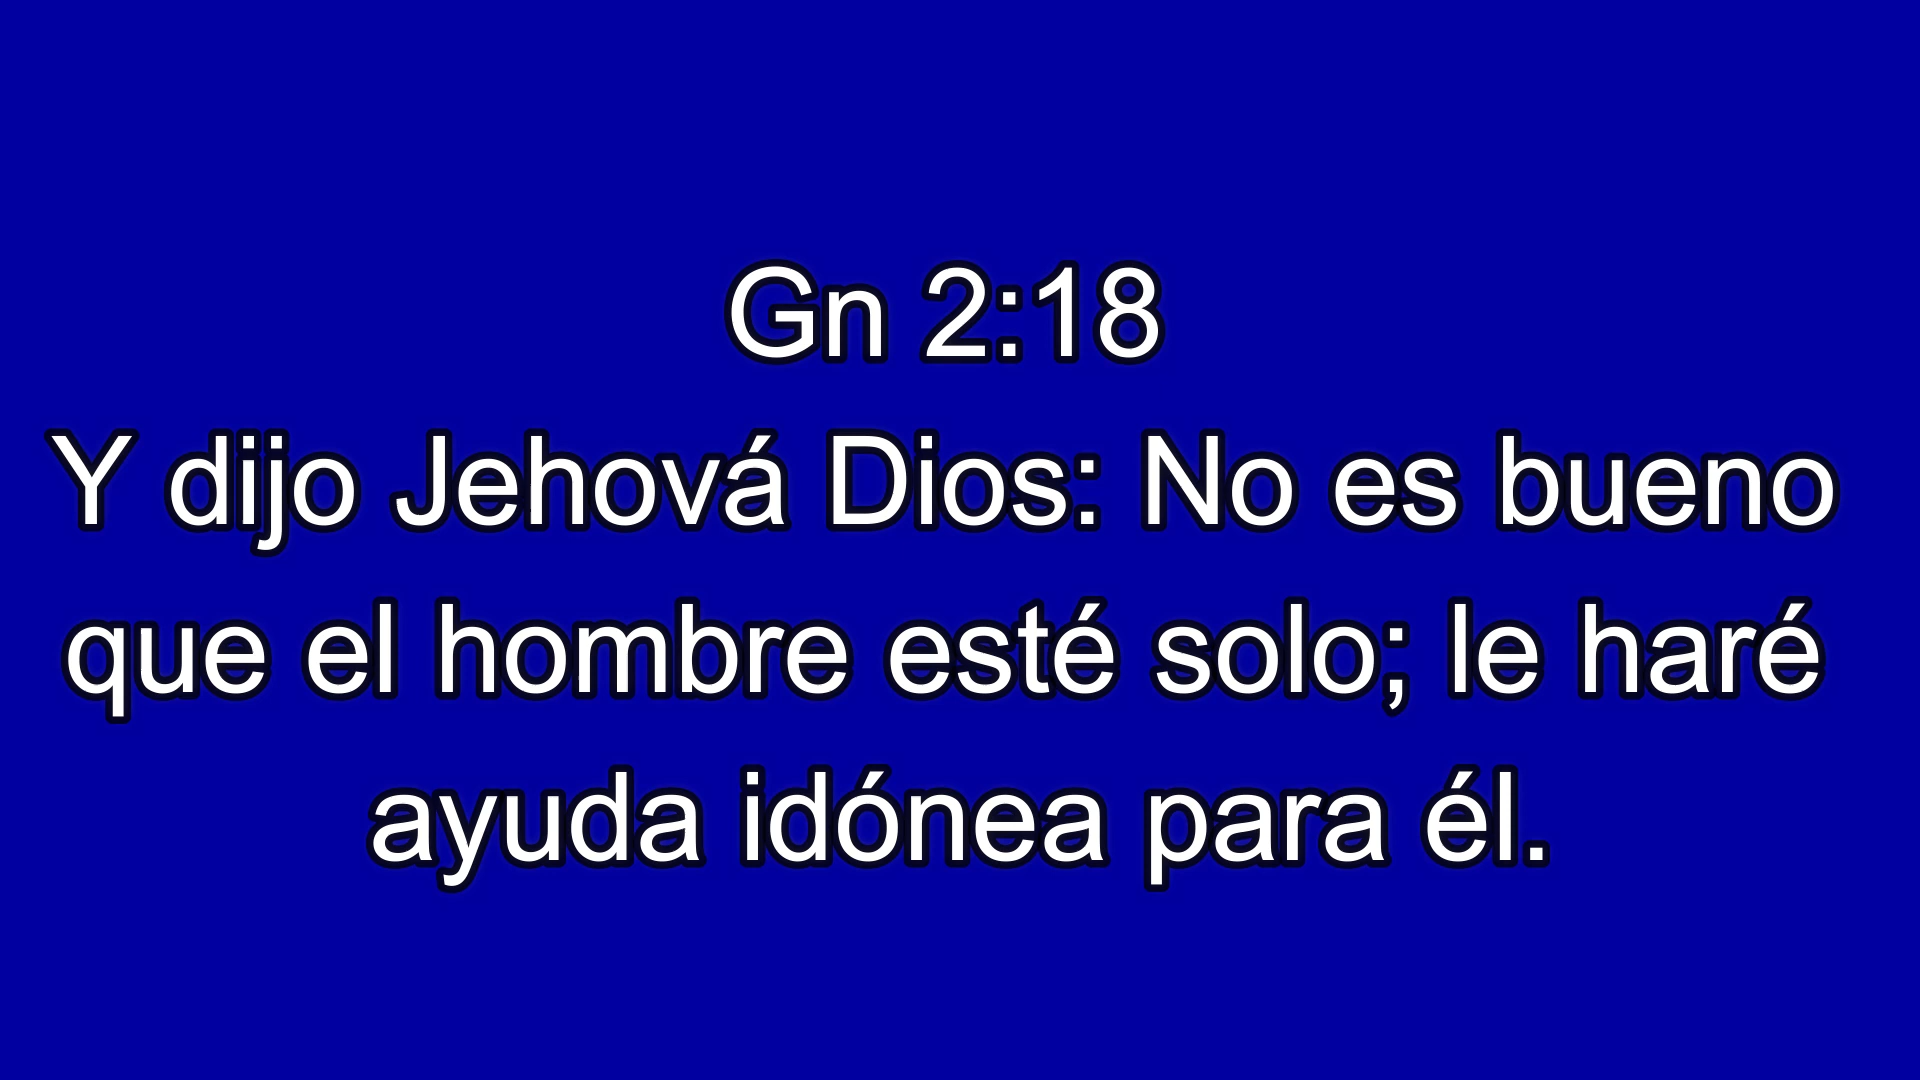 Gn 2:18
Y dijo Jehová Dios: No es bueno
que el hombre esté solo; le haré
ayuda idónea para él.